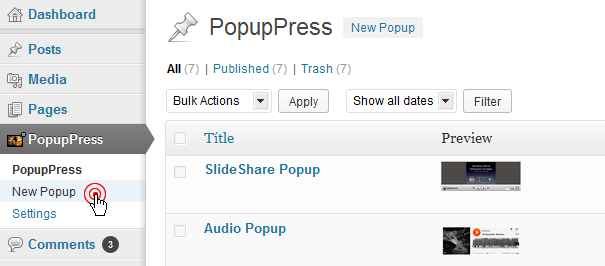 Dashboard
Posts
Media
Pages
PopupPress
PopupPress
New Popup
Settings
Comments 3
PopupPress New Popup
All (7) | Published (7) | Trash (7)
Bulk Actions Apply Show all dates Filter
Títle Preview
SlideShare Popup
Audio Popup